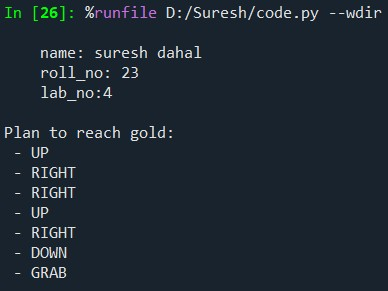 In [26]: %runfile D:/Suresh/code.py --wdir
name: suresh dahal
roll_no: 23
lab_no:4
Plan to reach gold:
- UP
- RIGHT
- RIGHT
- UP
- RIGHT
- DOWN
- GRAB